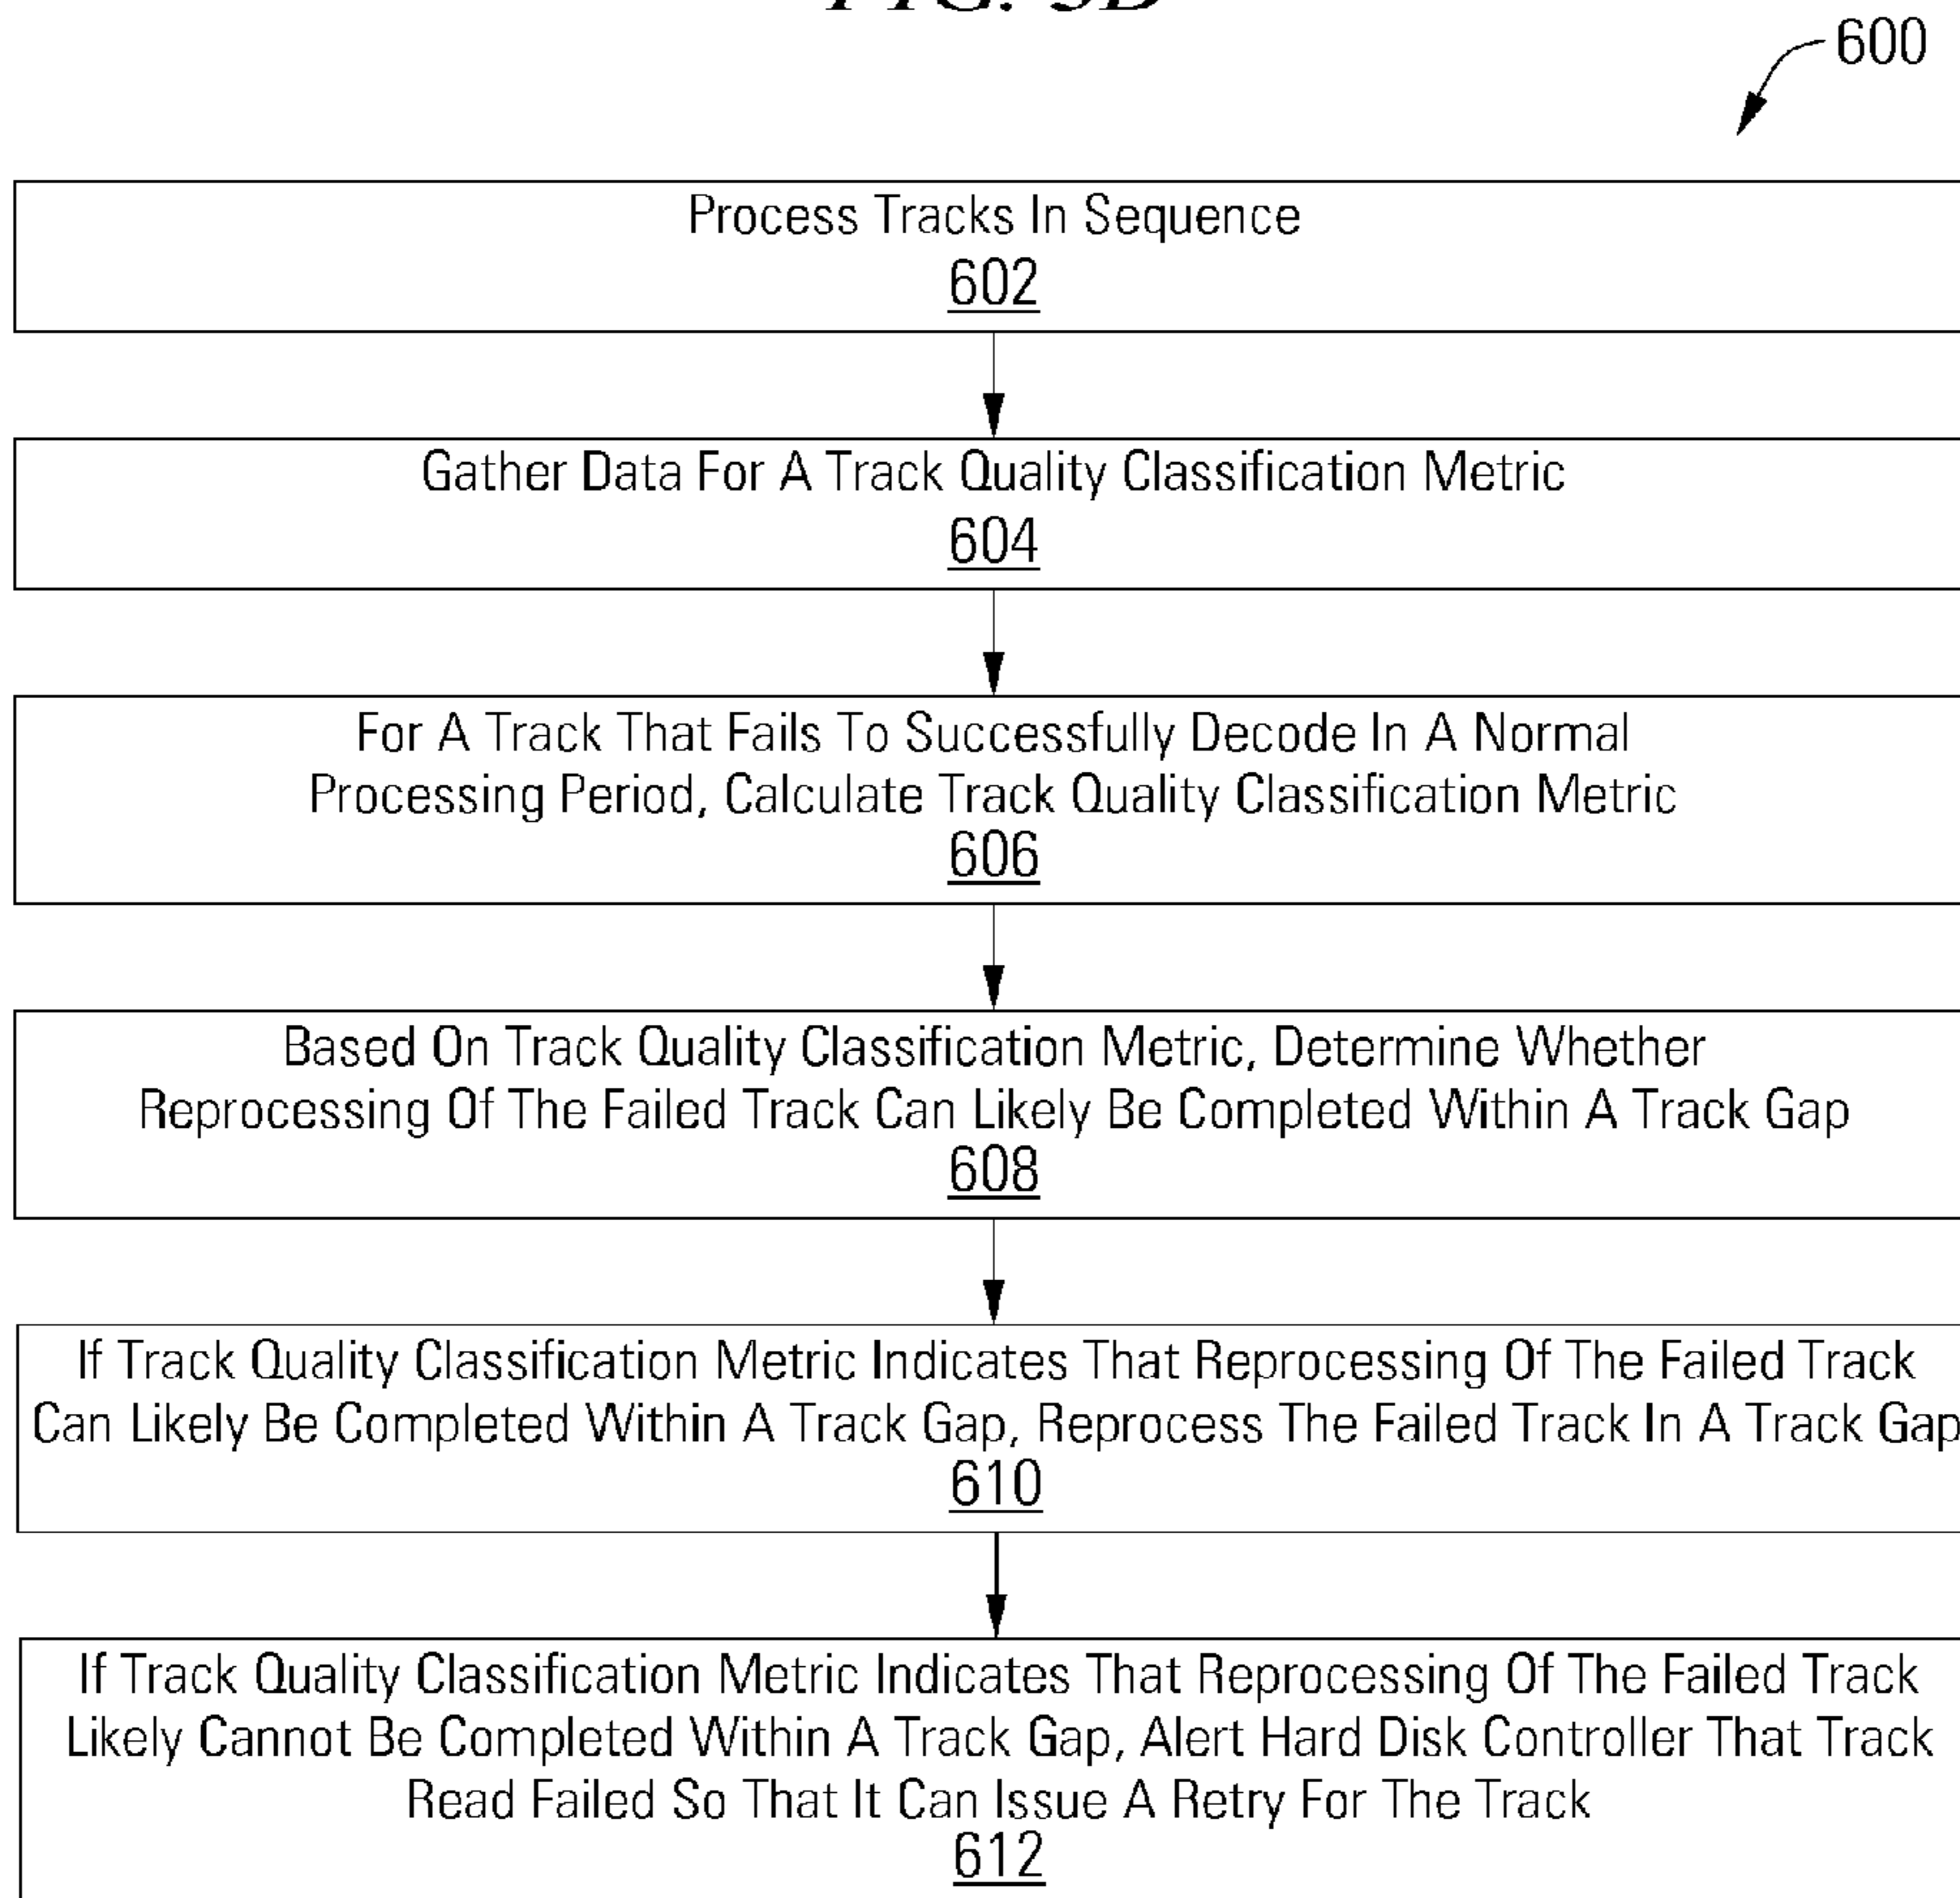 600
Process Tracks In Sequence
602
Gather Data For A Track Quality Classification Metric
604
For A Track That Fails To Successfully Decode In A Normal
Processing Period, Calculate Track Quality Classification Metric
606
Based On Track Quality Classification Metric, Determine Whether
Reprocessing Of The Failed Track Can Likely Be Completed Within A Track Gap
608
If Track Quality Classification Metric Indicates That Reprocessing Of The Failed Track
Can Likely Be Completed Within A Track Gap, Reprocess The Failed Track In A Track Gap
610
If Track Quality Classification Metric Indicates That Reprocessing Of The Failed Track
Likely Cannot Be Completed Within A Track Gap, Alert Hard Disk Controller That Track
Read Failed So That It Can Issue A Retry For The Track
612